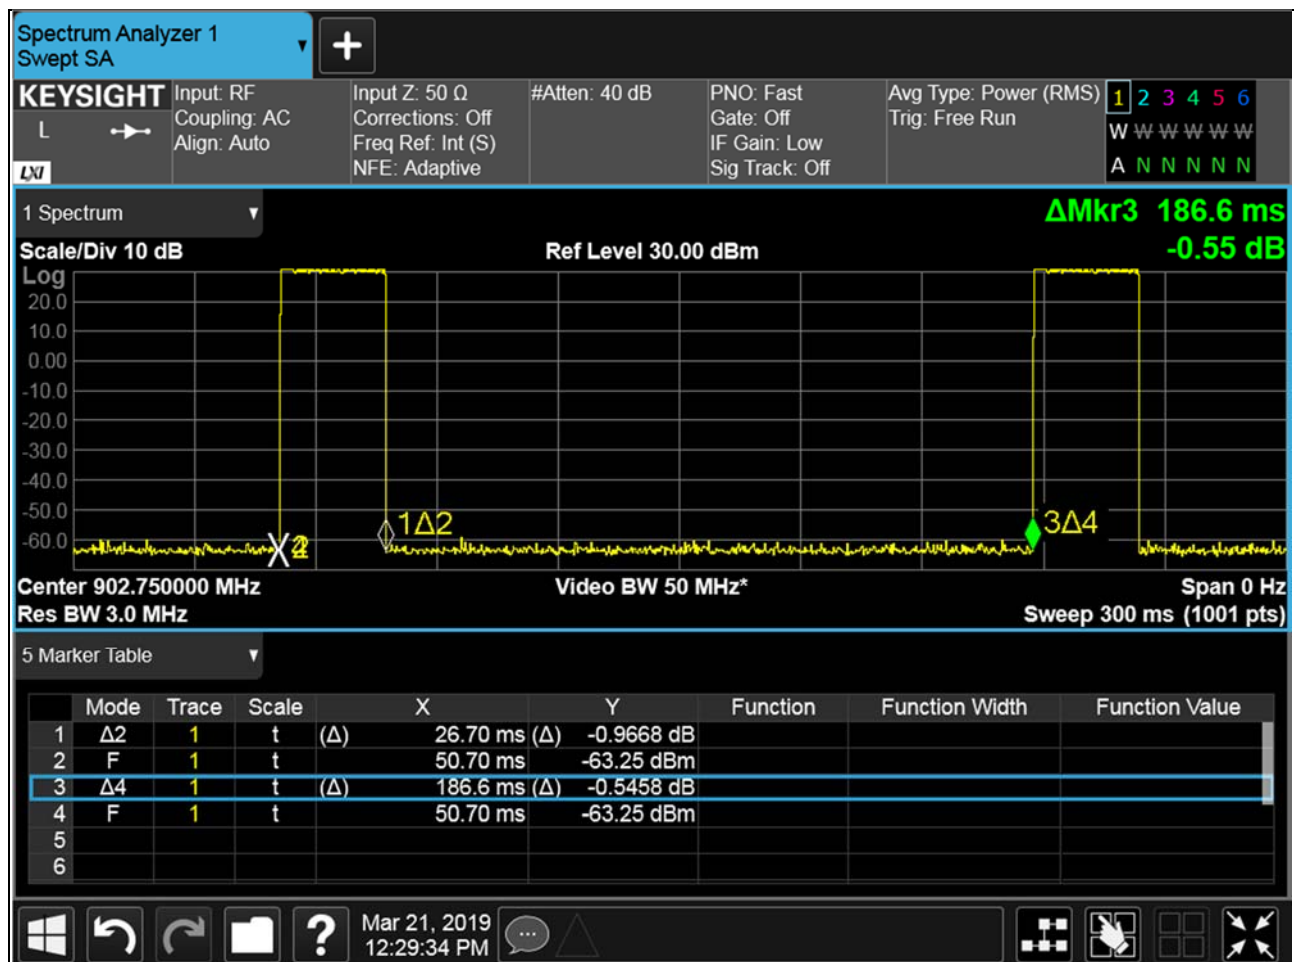 Spectrum Analyzer 1
Swept SA
KEYSIGHT
L
LXI
Input: RF
Coupling: AC
Align: Auto
Input Z: 50 Ω
Corrections: Off
Freq Ref: Int (S)
NFE: Adaptive
#Atten: 40 dB
PNO: Fast
Gate: Off
IF Gain: Low
Sig Track: Off
Avg Type: Power (RMS)
Trig: Free Run
1 2 3 4 5 6
W W W W W W
A N N N N N
1 Spectrum
ΔMkr3 186.6 ms
-0.55 dB
Scale/Div 10 dB
Ref Level 30.00 dBm
Log
20.0
10.0
0.00
-10.0
-20.0
-30.0
-40.0
-50.0
-60.0
1Δ2
3Δ4
Center 902.750000 MHz
Video BW 50 MHz*
Span 0 Hz
Res BW 3.0 MHz
Sweep 300 ms (1001 pts)
5 Marker Table
Mode Trace Scale X Y Function Function Width Function Value
1 Δ2 1 t (Δ) 26.70 ms (Δ) -0.9668 dB
2 F 1 t 50.70 ms -63.25 dBm
3 Δ4 1 t (Δ) 186.6 ms (Δ) -0.5458 dB
4 F 1 t 50.70 ms -63.25 dBm
5
6
?
Mar 21, 2019
12:29:34 PM